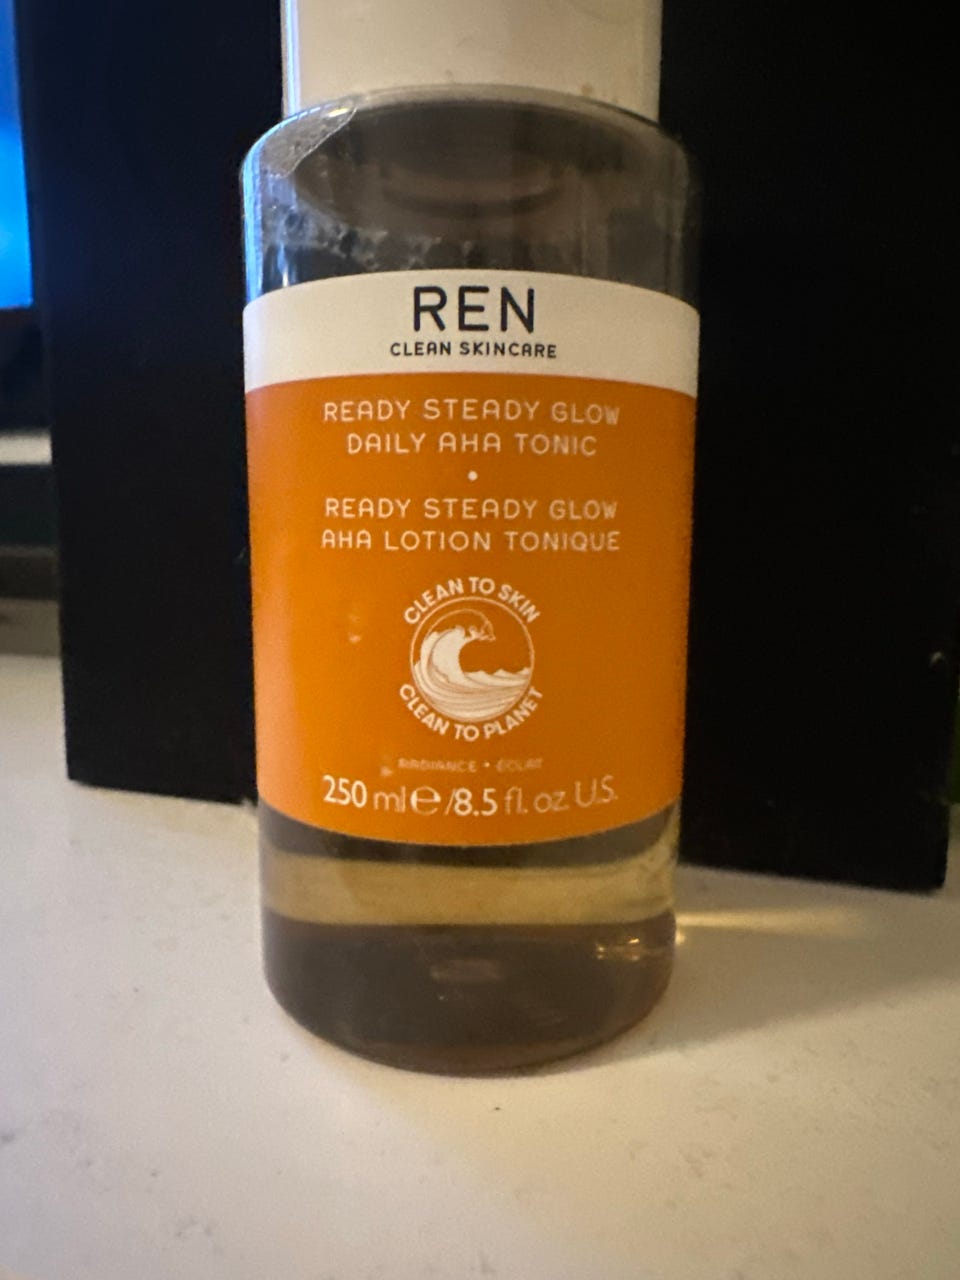 REN
CLEAN SKINCARE
READY STEADY GLOW
DAILY AHA TONIC
•
READY STEADY GLOW
AHA LOTION TONIQUE
CLEAN TO SKIN
CLEAN TO PLANET
RADIANCE • ÉCLAT
250 ml ℮ /8.5 fl. oz U.S.